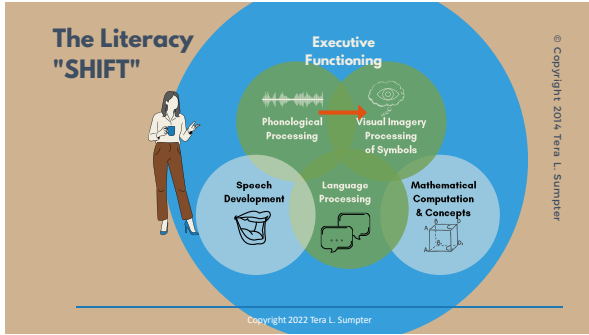 The Literacy
"SHIFT"
Executive
Functioning
Phonological
Processing
Visual Imagery
Processing
of Symbols
Speech
Development
Language
Processing
Mathematical
Computation
& Concepts
© Copyright 2014 Tera L. Sumpter
Copyright 2022 Tera L. Sumpter